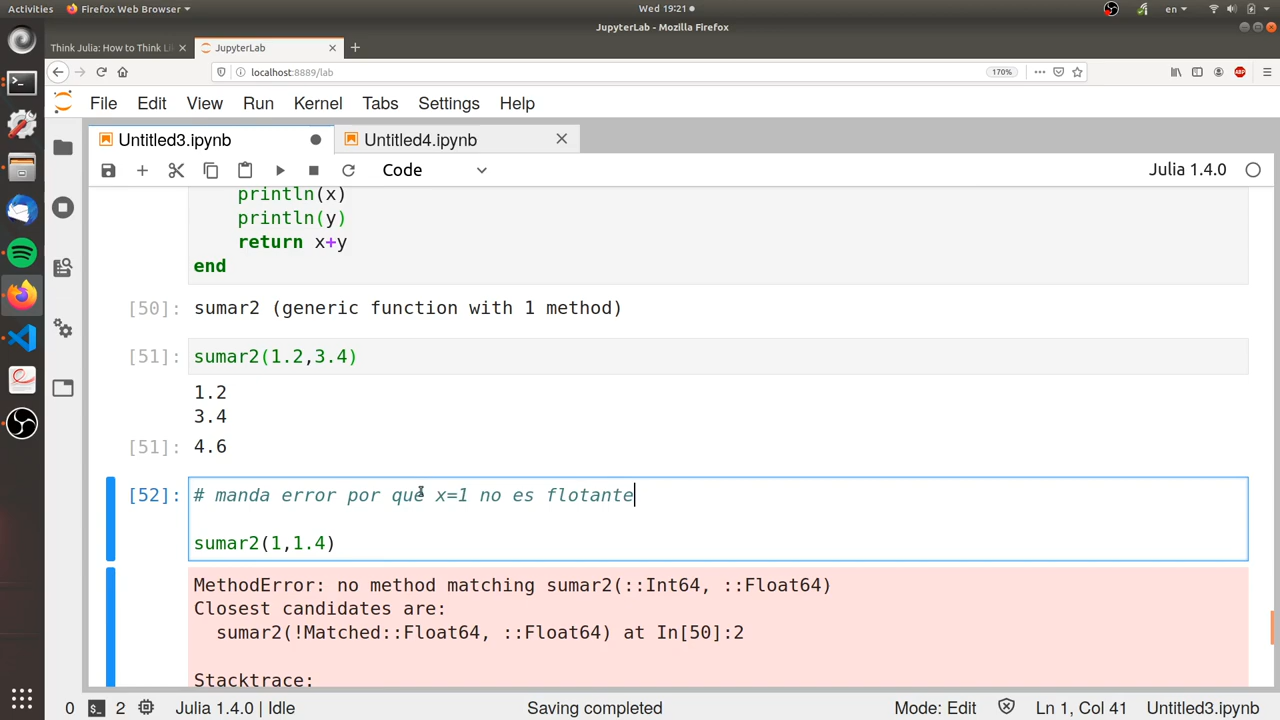 Activities Firefox Web Browser Wed 19:21 en
JupyterLab - Mozilla Firefox
Think Julia: How to Think Li JupyterLab
localhost:8889/lab 170% ABP
File Edit View Run Kernel Tabs Settings Help
Untitled3.ipynb Untitled4.ipynb
Code Julia 1.4.0
println(x)
println(y)
return x+y
end
[50]: sumar2 (generic function with 1 method)
[51]: sumar2(1.2,3.4)
1.2
3.4
[51]: 4.6
[52]: # manda error por que x=1 no es flotante
sumar2(1,1.4)
MethodError: no method matching sumar2(::Int64, ::Float64)
Closest candidates are:
sumar2(!Matched::Float64, ::Float64) at In[50]:2
Stacktrace:
0 2 Julia 1.4.0 | Idle Saving completed Mode: Edit Ln 1, Col 41 Untitled3.ipynb